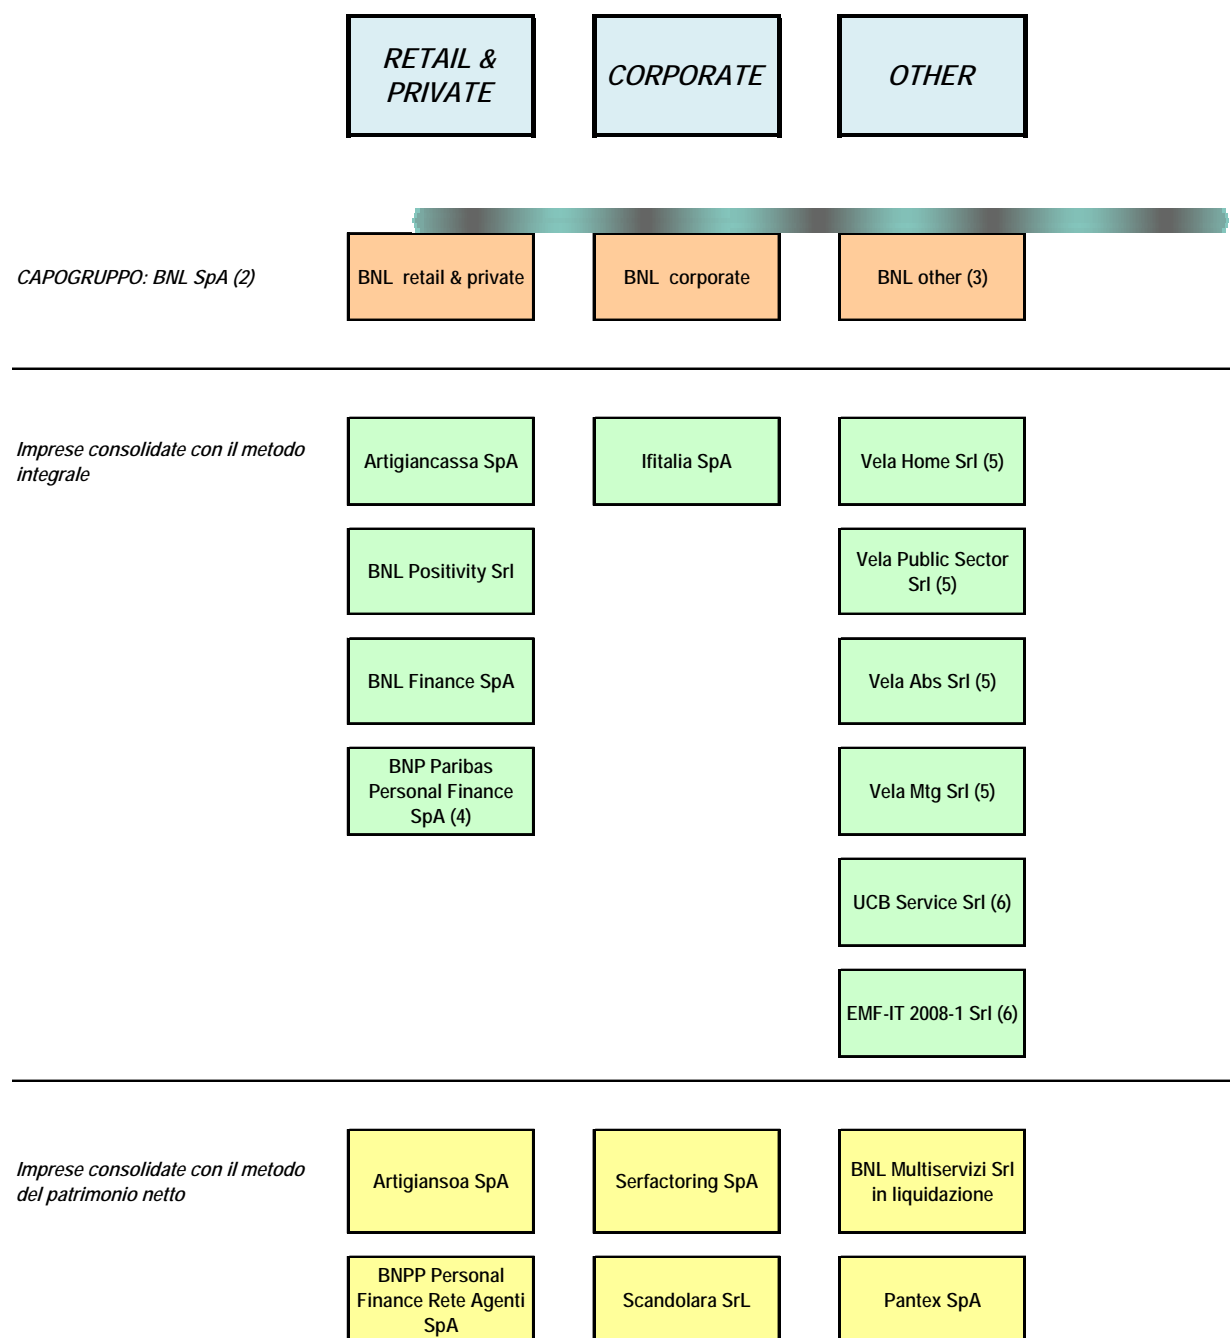 RETAIL &
PRIVATE
CORPORATE
OTHER
CAPOGRUPPO: BNL SpA (2)
BNL retail & private
BNL corporate
BNL other (3)
Imprese consolidate con il metodo
integrale
Artigiancassa SpA
Ifitalia SpA
Vela Home Srl (5)
BNL Positivity Srl
Vela Public Sector
Srl (5)
BNL Finance SpA
Vela Abs Srl (5)
BNP Paribas
Personal Finance
SpA (4)
Vela Mtg Srl (5)
UCB Service Srl (6)
EMF-IT 2008-1 Srl (6)
Imprese consolidate con il metodo
del patrimonio netto
Artigiansoa SpA
Serfactoring SpA
BNL Multiservizi Srl
in liquidazione
BNPP Personal
Finance Rete Agenti
SpA
Scandolara SrL
Pantex SpA